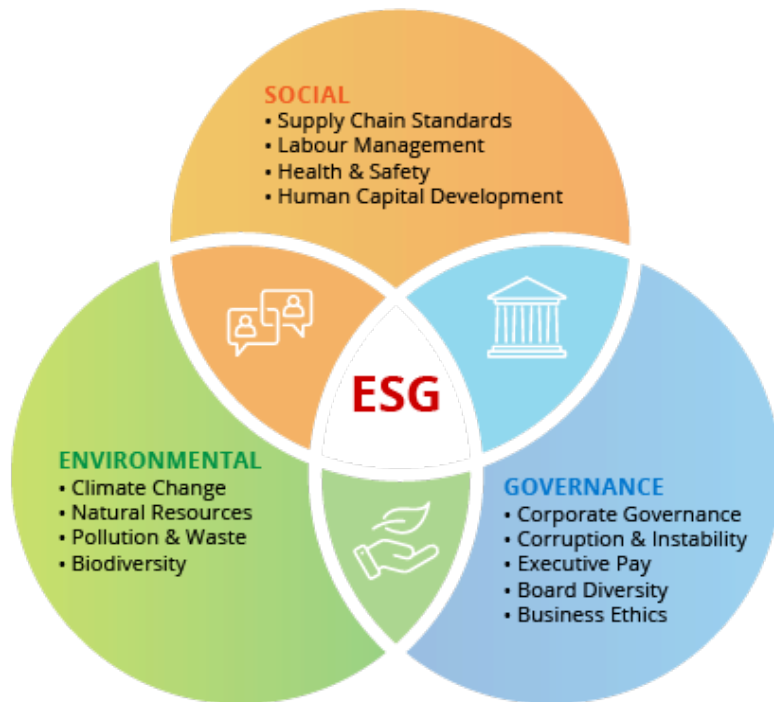 SOCIAL
• Supply Chain Standards
• Labour Management
• Health & Safety
• Human Capital Development
ESG
ENVIRONMENTAL
• Climate Change
• Natural Resources
• Pollution & Waste
• Biodiversity
GOVERNANCE
• Corporate Governance
• Corruption & Instability
• Executive Pay
• Board Diversity
• Business Ethics